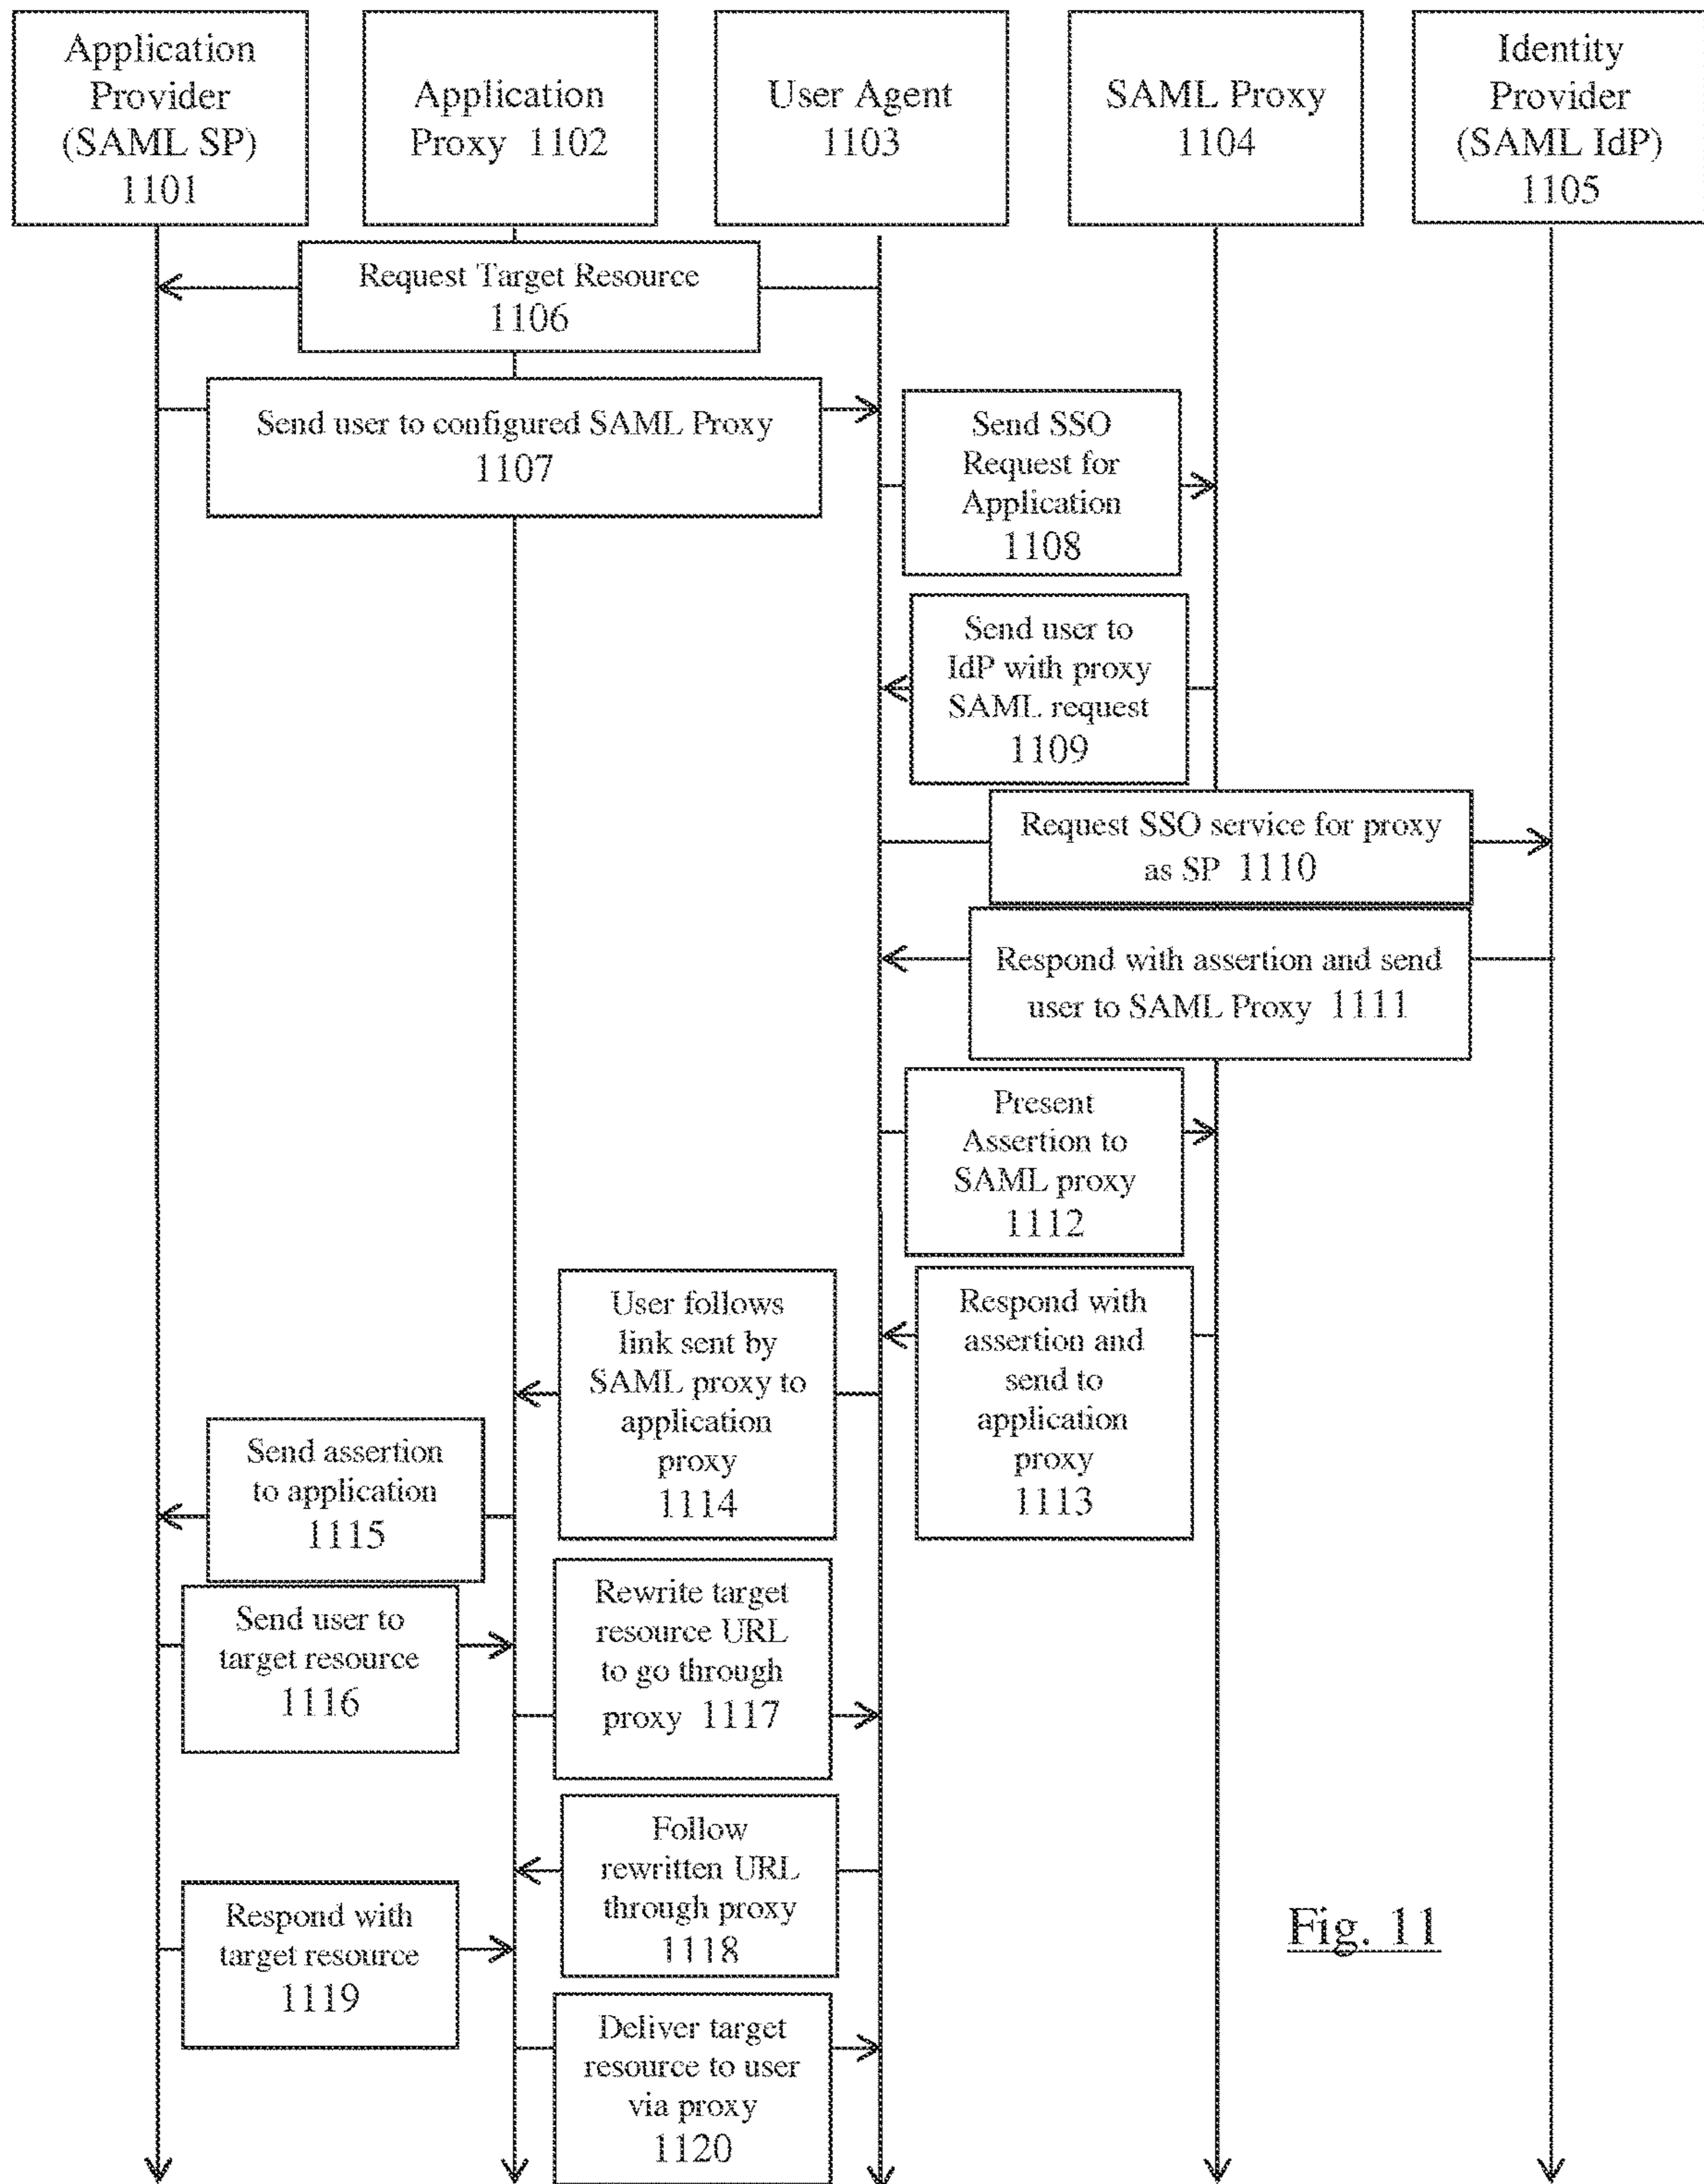 Application
Provider
(SAML SP)
1101
Application
Proxy 1102
User Agent
1103
SAML Proxy
1104
Identity
Provider
(SAML IdP)
1105
Request Target Resource
1106
Send user to configured SAML Proxy
1107
Send SSO
Request for
Application
1108
Send user to
IdP with proxy
SAML request
1109
Request SSO service for proxy
as SP 1110
Respond with assertion and send
user to SAML Proxy 1111
Present
Assertion to
SAML proxy
1112
Respond with
assertion and
send to
application
proxy
1113
User follows
link sent by
SAML proxy to
application
proxy
1114
Send assertion
to application
1115
Send user to
target resource
1116
Rewrite target
resource URL
to go through
proxy 1117
Follow
rewritten URL
through proxy
1118
Respond with
target resource
1119
Deliver target
resource to user
via proxy
1120
Fig. 11